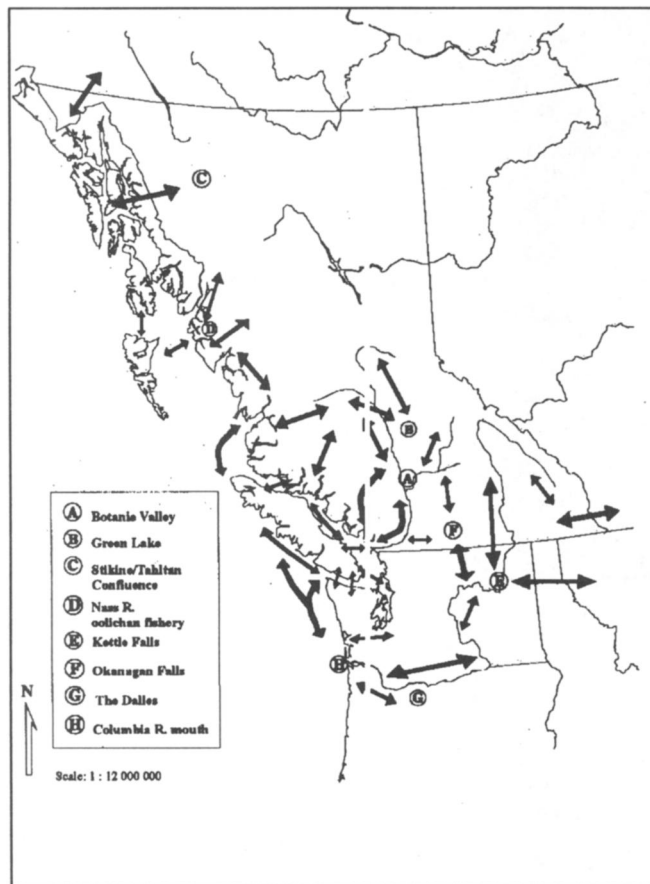 C
D
B
A
F
E
H
G
A Botanie Valley
B Green Lake
C Stikine/Tahltan
Confluence
D Nass R.
oolichan fishery
E Kettle Falls
F Okanagan Falls
G The Dalles
H Columbia R. mouth
N
Scale: 1 : 12 000 000